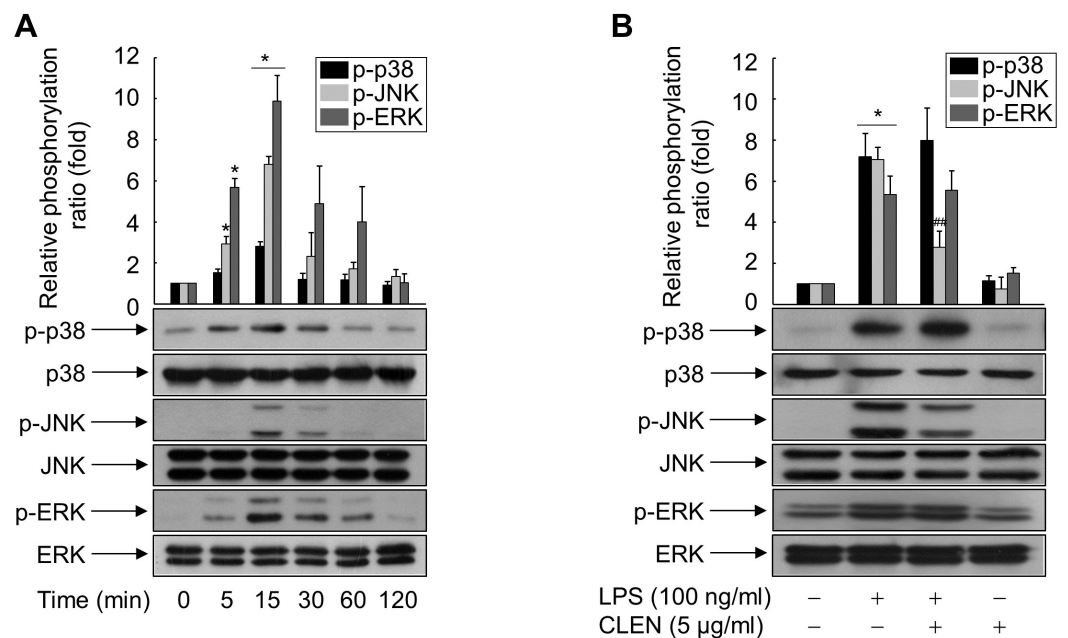 A
Relative phosphorylation
ratio (fold)
12
10
8
6
4
2
0
*
*
*
p-p38
p-JNK
p-ERK
p-p38
p38
p-JNK
JNK
p-ERK
ERK
Time (min) 0 5 15 30 60 120
B
Relative phosphorylation
ratio (fold)
12
10
8
6
4
2
0
*
##
p-p38
p-JNK
p-ERK
p-p38
p38
p-JNK
JNK
p-ERK
ERK
LPS (100 ng/ml) − + + −
CLEN (5 μg/ml) − − + +